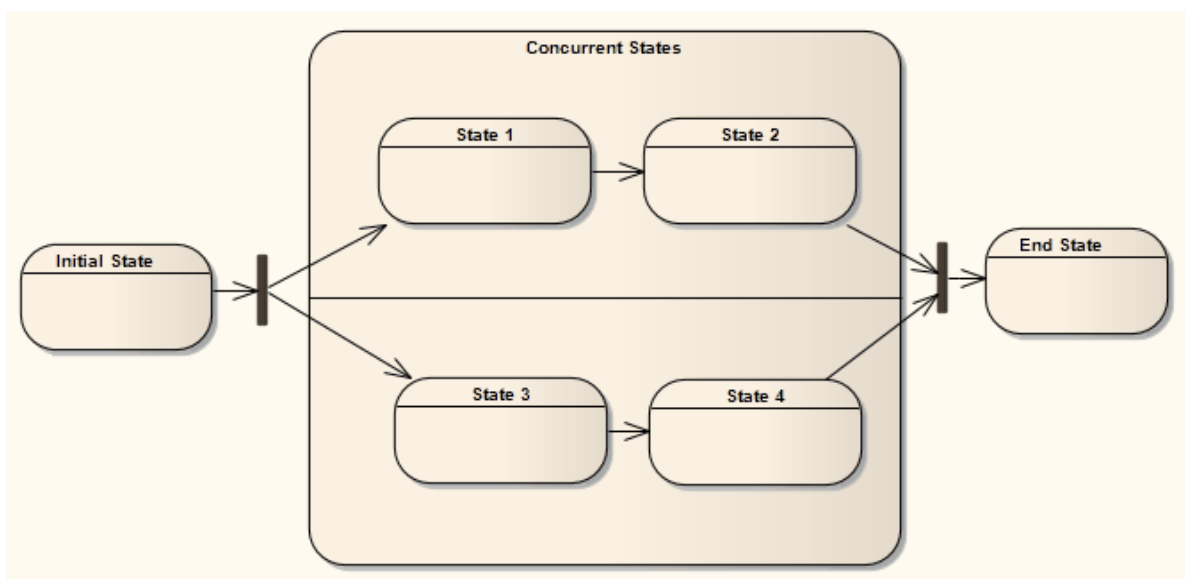 Concurrent States
State 1
State 2
Initial State
End State
State 3
State 4